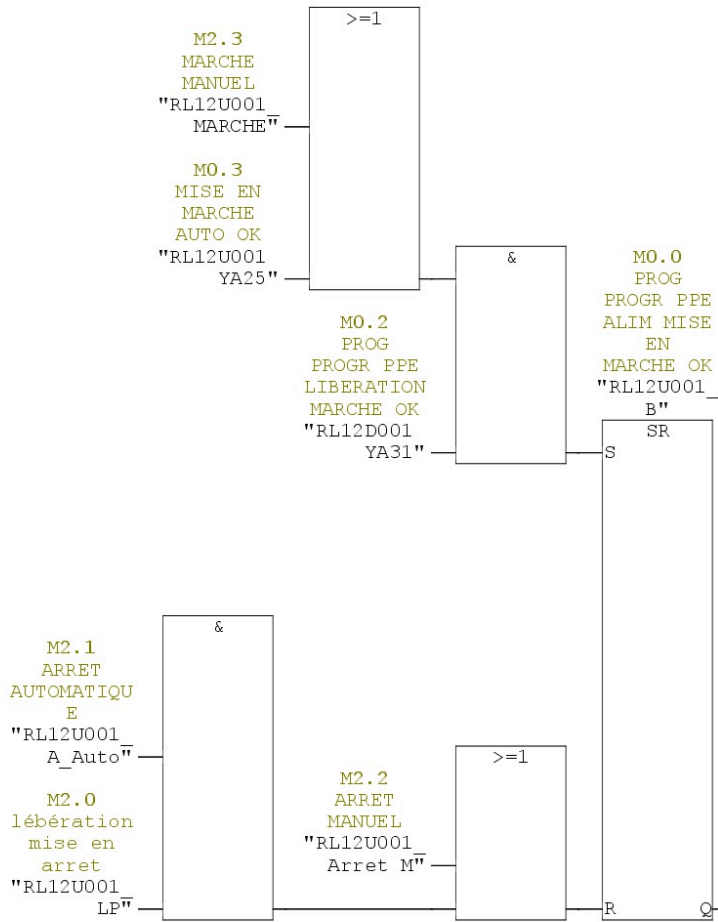 >=1
M2.3
MARCHE
MANUEL
"RL12U001_
MARCHE"
M0.3
MISE EN
MARCHE
AUTO OK
"RL12U001_
YA25"
&
M0.2
PROG
PROGR PPE
LIBERATION
MARCHE OK
"RL12D001_
YA31"
M0.0
PROG
PROGR PPE
ALIM MISE
EN
MARCHE OK
"RL12U001_
B"
SR
S
&
M2.1
ARRET
AUTOMATIQU
E
"RL12U001_
A_Auto"
M2.0
lébération
mise en
arret
"RL12U001_
LP"
>=1
M2.2
ARRET
MANUEL
"RL12U001_
Arret M"
R
Q